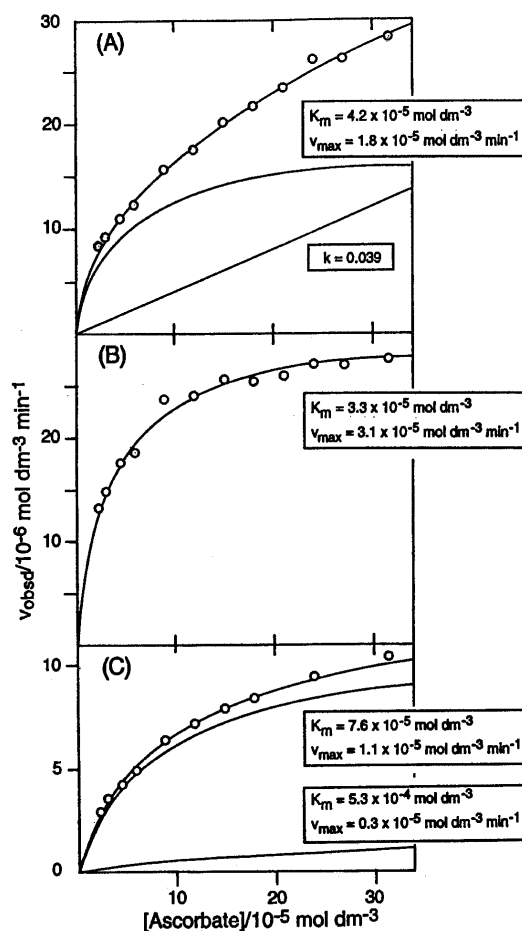 30
(A)
Km = 4.2 x 10-5 mol dm-3
vmax = 1.8 x 10-5 mol dm-3 min-1
20
10
k = 0.039
(B)
Km = 3.3 x 10-5 mol dm-3
vmax = 3.1 x 10-5 mol dm-3 min-1
20
10
vobsd/10-6 mol dm-3 min-1
(C)
10
Km = 7.6 x 10-5 mol dm-3
vmax = 1.1 x 10-5 mol dm-3 min-1
5
Km = 5.3 x 10-4 mol dm-3
vmax = 0.3 x 10-5 mol dm-3 min-1
0
10 20 30
[Ascorbate]/10-5 mol dm-3